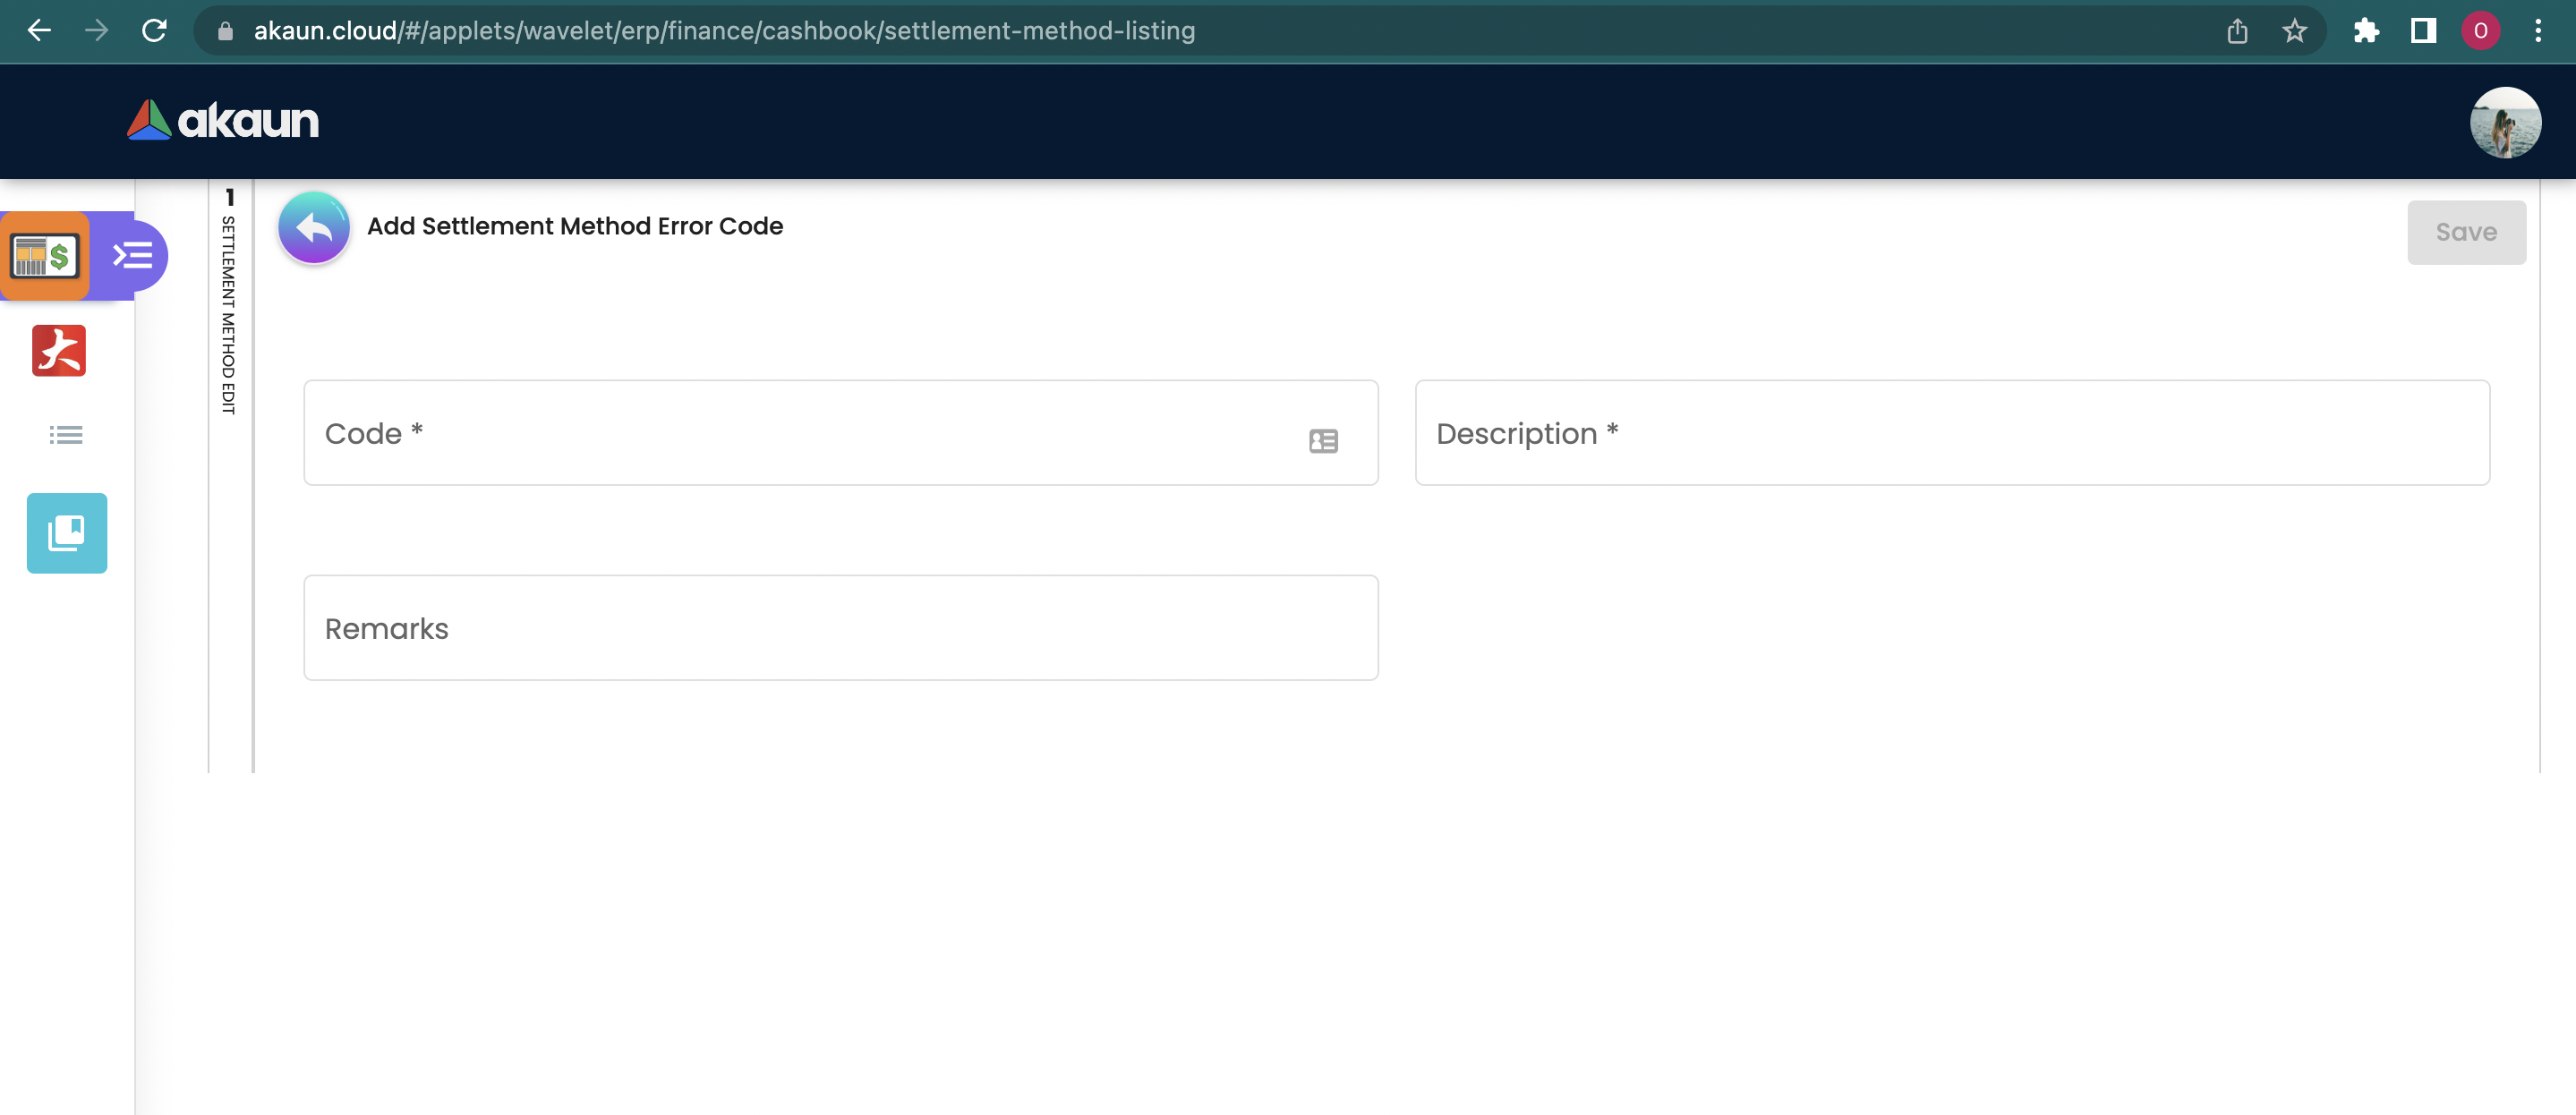 akaun.cloud/#/applets/wavelet/erp/finance/cashbook/settlement-method-listing
O
akaun
1
SETTLEMENT METHOD EDIT
Add Settlement Method Error Code
Save
$
Code *
Description *
Remarks